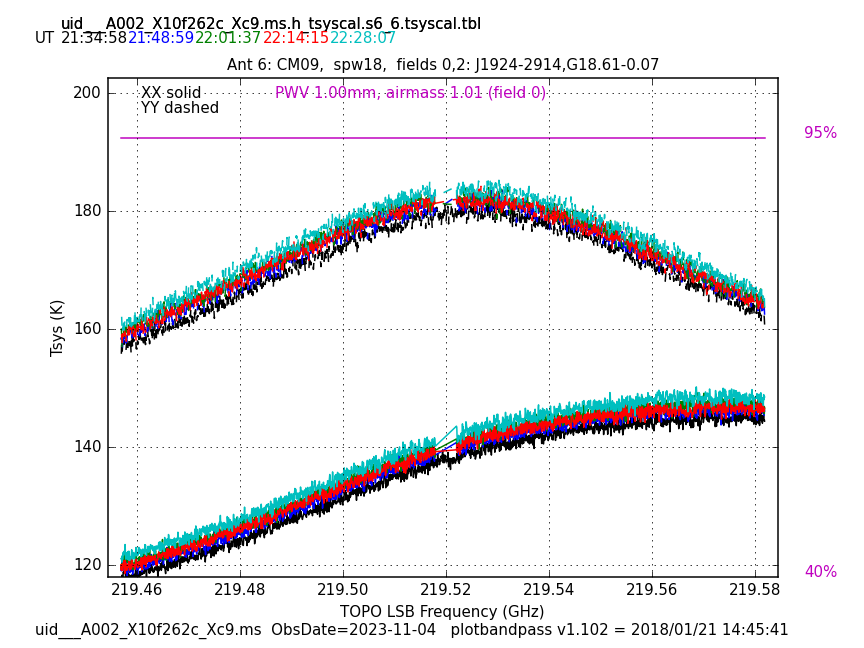 uid___A002_X10f262c_Xc9.ms.h_tsyscal.s6_6.tsyscal.tbl
UT 21:34:58 21:48:59 22:01:37 22:14:15 22:28:07
Ant 6: CM09,  spw18,  fields 0,2: J1924-2914,G18.61-0.07
XX solid PWV 1.00mm, airmass 1.01 (field 0)
YY dashed
200
95%
180
Tsys (K)
160
140
120
40%
219.46 219.48 219.50 219.52 219.54 219.56 219.58
TOPO LSB Frequency (GHz)
uid___A002_X10f262c_Xc9.ms  ObsDate=2023-11-04   plotbandpass v1.102 = 2018/01/21 14:45:41